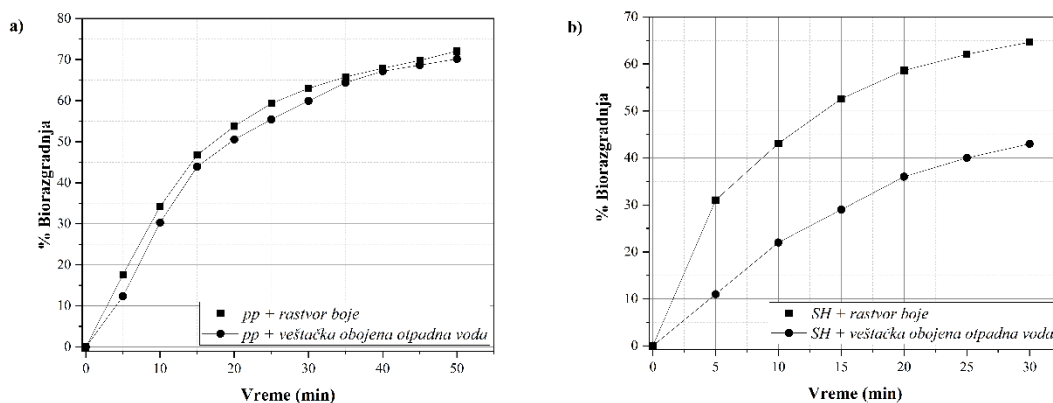 a)
% Biorazgradnja
80
70
60
50
40
30
20
10
0
pp + rastvor boje
pp + veštačka obojena otpadna voda
0 10 20 30 40 50
Vreme (min)
b)
% Biorazgradnja
70
60
50
40
30
20
10
0
SH + rastvor boje
SH + veštačka obojena otpadna voda
0 5 10 15 20 25 30
Vreme (min)